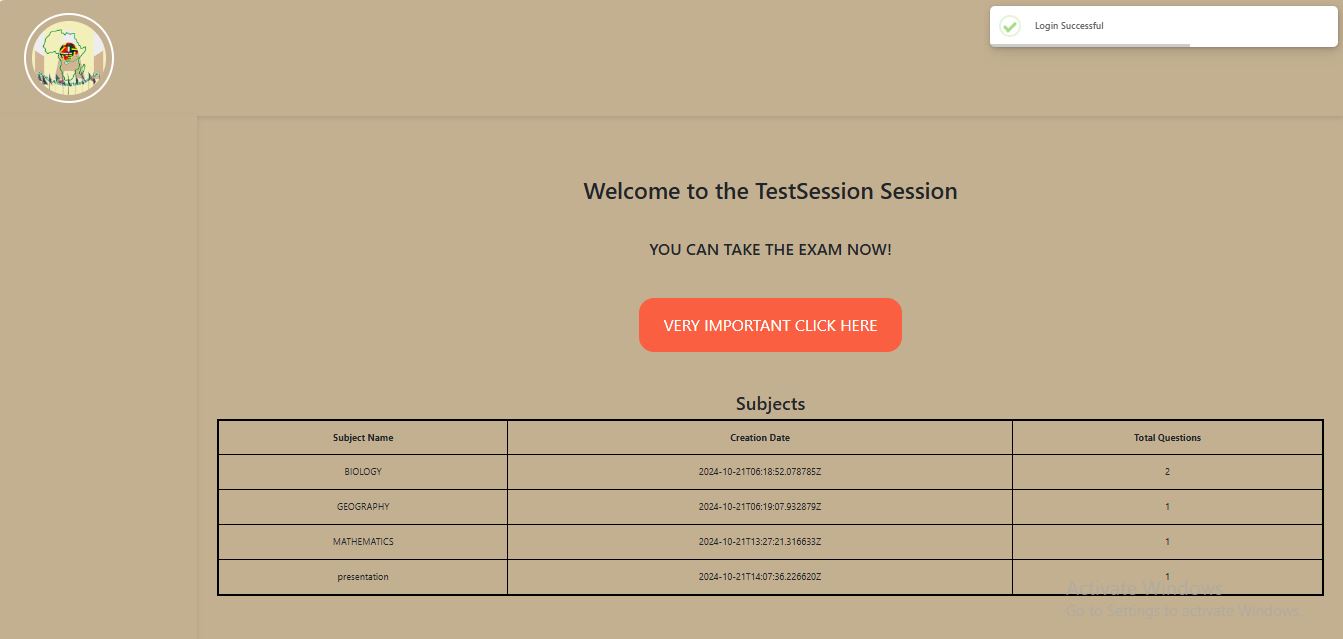 Login Successful
Welcome to the TestSession Session
YOU CAN TAKE THE EXAM NOW!
VERY IMPORTANT CLICK HERE
Subjects
Subject Name Creation Date Total Questions
BIOLOGY 2024-10-21T06:18:52.078785Z 2
GEOGRAPHY 2024-10-21T06:19:07.932879Z 1
MATHEMATICS 2024-10-21T13:27:21.316633Z 1
presentation 2024-10-21T14:07:36.226620Z 1
Activate Windows
Go to Settings to activate Windows.